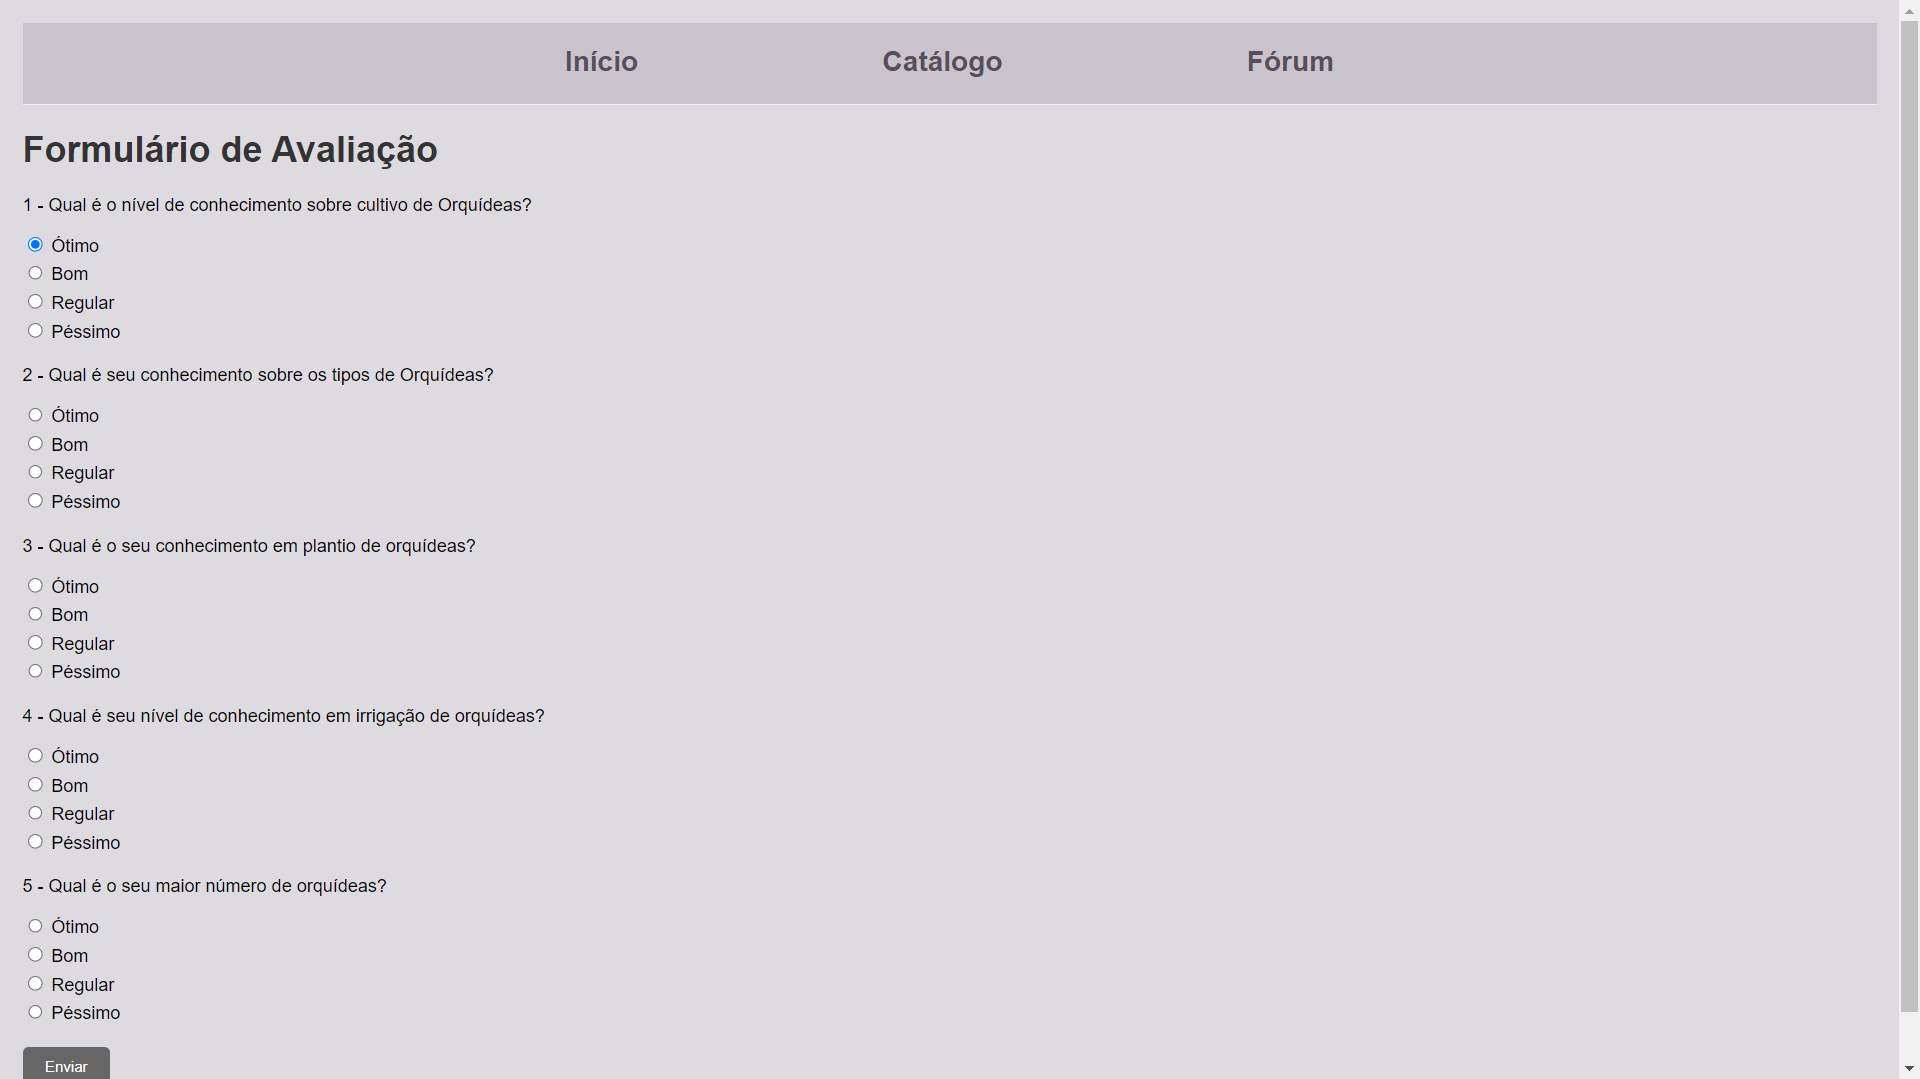 Início Catálogo Fórum
Formulário de Avaliação
1 - Qual é o nível de conhecimento sobre cultivo de Orquídeas?
Ótimo
Bom
Regular
Péssimo
2 - Qual é seu conhecimento sobre os tipos de Orquídeas?
Ótimo
Bom
Regular
Péssimo
3 - Qual é o seu conhecimento em plantio de orquídeas?
Ótimo
Bom
Regular
Péssimo
4 - Qual é seu nível de conhecimento em irrigação de orquídeas?
Ótimo
Bom
Regular
Péssimo
5 - Qual é o seu maior número de orquídeas?
Ótimo
Bom
Regular
Péssimo
Enviar